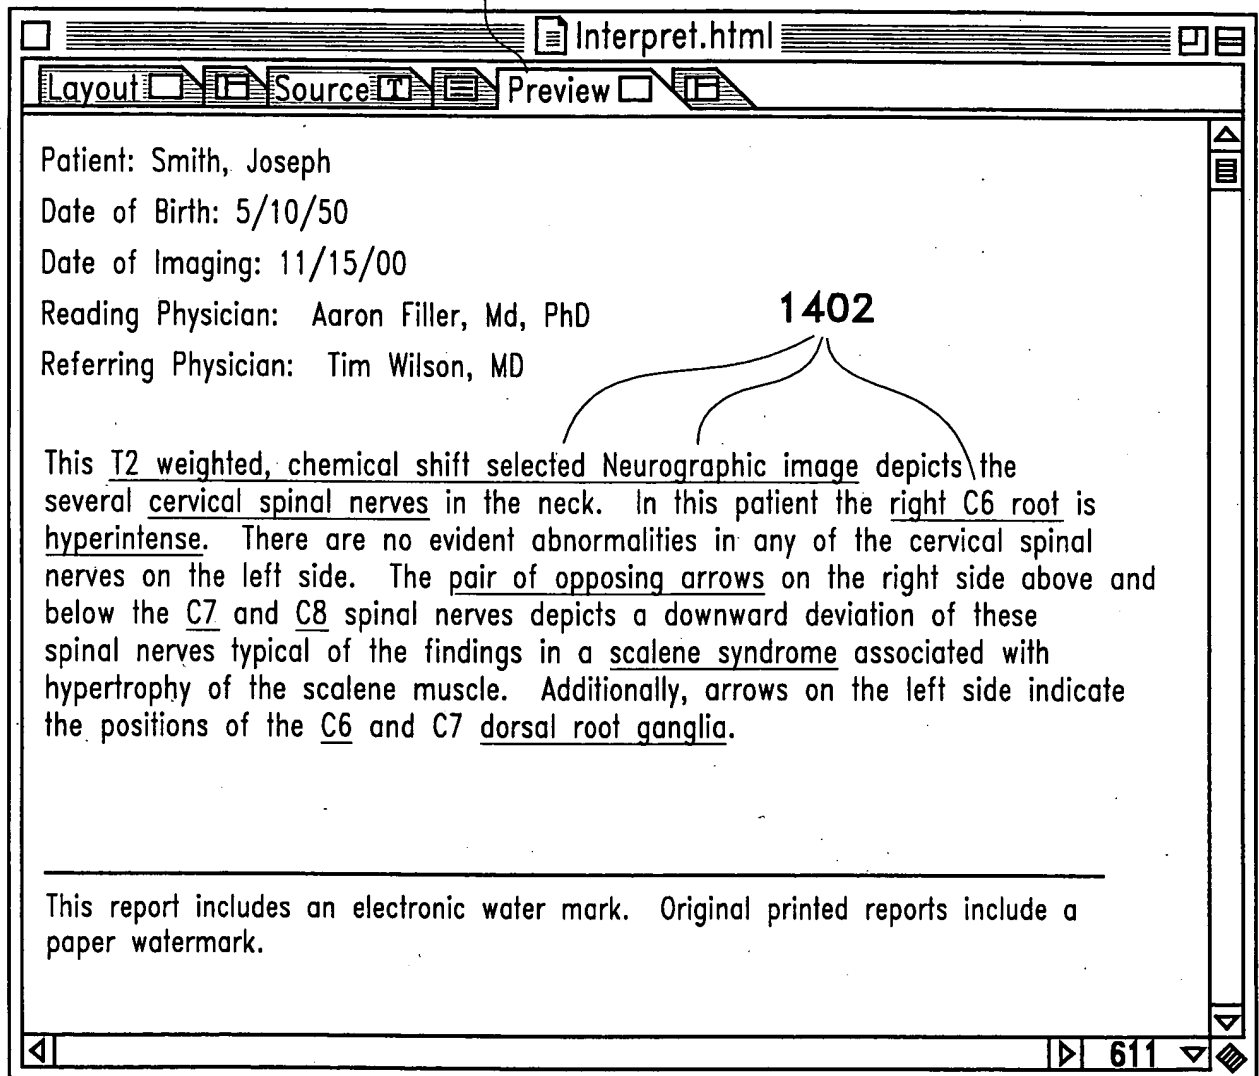 Interpret.html
Layout Source T Preview
Patient: Smith, Joseph
Date of Birth: 5/10/50
Date of Imaging: 11/15/00
Reading Physician: Aaron Filler, Md, PhD
1402
Referring Physician: Tim Wilson, MD
This T2 weighted, chemical shift selected Neurographic image depicts the
several cervical spinal nerves in the neck. In this patient the right C6 root is
hyperintense. There are no evident abnormalities in any of the cervical spinal
nerves on the left side. The pair of opposing arrows on the right side above and
below the C7 and C8 spinal nerves depicts a downward deviation of these
spinal nerves typical of the findings in a scalene syndrome associated with
hypertrophy of the scalene muscle. Additionally, arrows on the left side indicate
the positions of the C6 and C7 dorsal root ganglia.
This report includes an electronic water mark. Original printed reports include a
paper watermark.
611